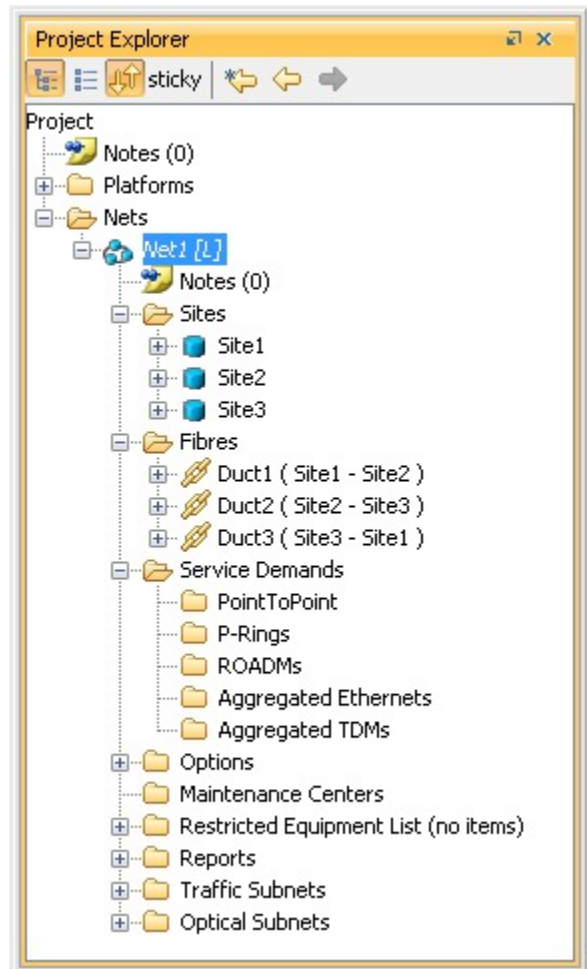 Project Explorer
sticky
Project
Notes (0)
Platforms
Nets
Net1 [L]
Notes (0)
Sites
Site1
Site2
Site3
Fibres
Duct1 ( Site1 - Site2 )
Duct2 ( Site2 - Site3 )
Duct3 ( Site3 - Site1 )
Service Demands
PointToPoint
P-Rings
ROADMs
Aggregated Ethernets
Aggregated TDMs
Options
Maintenance Centers
Restricted Equipment List (no items)
Reports
Traffic Subnets
Optical Subnets